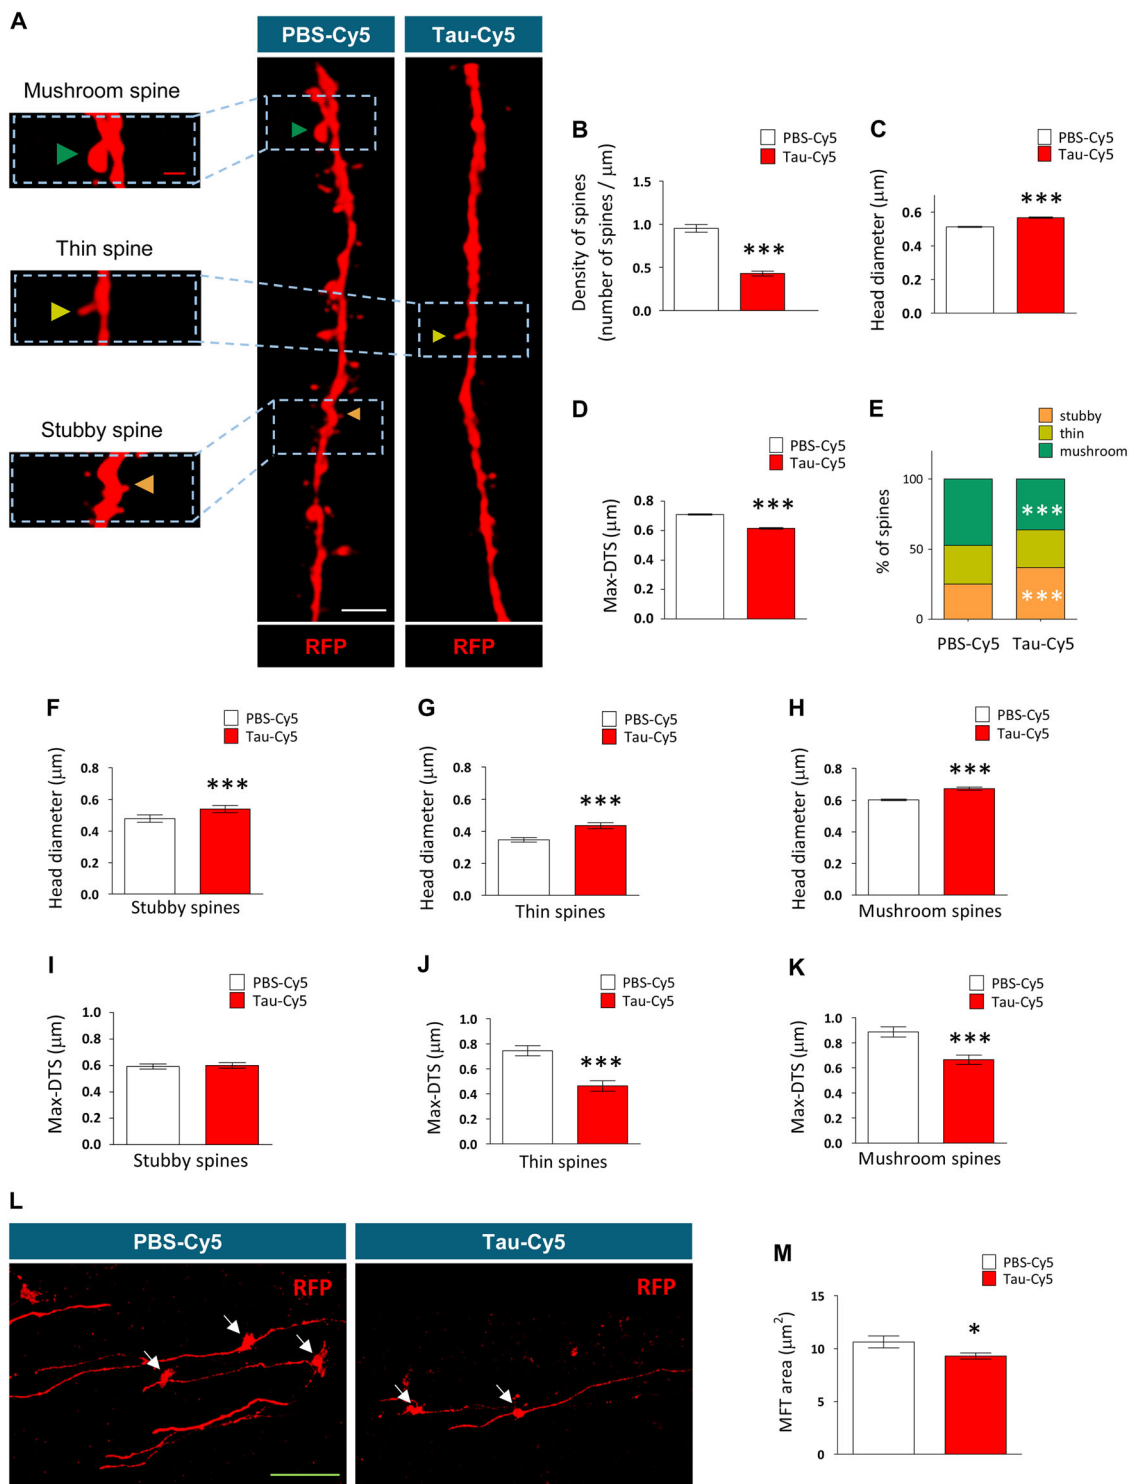 A
PBS-Cy5
Tau-Cy5
Mushroom spine
Thin spine
Stubby spine
RFP
RFP
B
PBS-Cy5
Tau-Cy5
Density of spines
(number of spines / μm)
1.5
1.0
0.5
0.0
***
C
PBS-Cy5
Tau-Cy5
Head diameter (μm)
0.6
0.4
0.2
0.0
***
D
PBS-Cy5
Tau-Cy5
Max-DTS (μm)
0.8
0.6
0.4
0.2
0.0
***
E
stubby
thin
mushroom
% of spines
100
50
0
***
***
PBS-Cy5
Tau-Cy5
F
PBS-Cy5
Tau-Cy5
Head diameter (μm)
0.8
0.6
0.4
0.2
0.0
***
Stubby spines
G
PBS-Cy5
Tau-Cy5
Head diameter (μm)
0.8
0.6
0.4
0.2
0.0
***
Thin spines
H
PBS-Cy5
Tau-Cy5
Head diameter (μm)
0.8
0.6
0.4
0.2
0.0
***
Mushroom spines
I
PBS-Cy5
Tau-Cy5
Max-DTS (μm)
1.0
0.8
0.6
0.4
0.2
0.0
Stubby spines
J
PBS-Cy5
Tau-Cy5
Max-DTS (μm)
1.0
0.8
0.6
0.4
0.2
0.0
***
Thin spines
K
PBS-Cy5
Tau-Cy5
Max-DTS (μm)
1.0
0.8
0.6
0.4
0.2
0.0
***
Mushroom spines
L
PBS-Cy5
Tau-Cy5
RFP
RFP
M
PBS-Cy5
Tau-Cy5
MFT area (μm²)
15
10
5
0
*